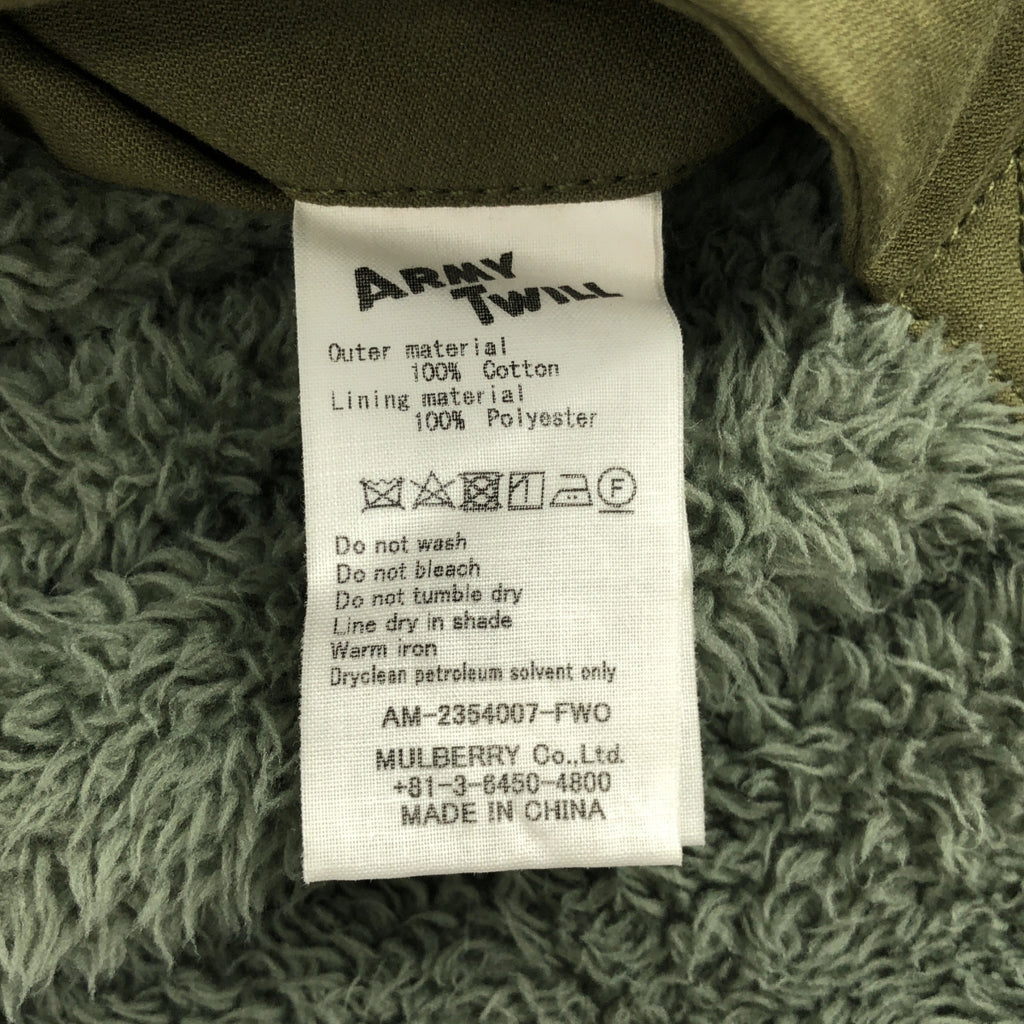 ARMY
TWILL
Outer material
100% Cotton
Lining material
100% Polyester
F
Do not wash
Do not bleach
Do not tumble dry
Line dry in shade
Warm iron
Dryclean petroleum solvent only
AM-2354007-FWO
MULBERRY Co.,Ltd.
+81-3-6450-4800
MADE IN CHINA